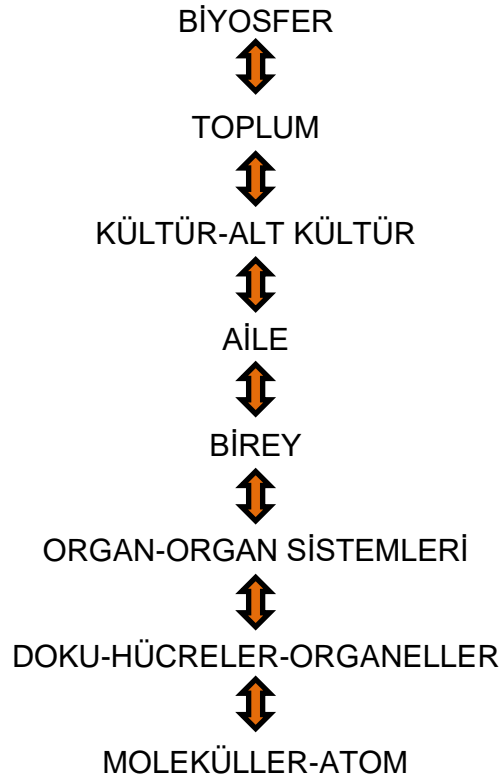 BİYOSFER
TOPLUM
KÜLTÜR-ALT KÜLTÜR
AİLE
BİREY
ORGAN-ORGAN SİSTEMLERİ
DOKU-HÜCRELER-ORGANELLER
MOLEKÜLLER-ATOM